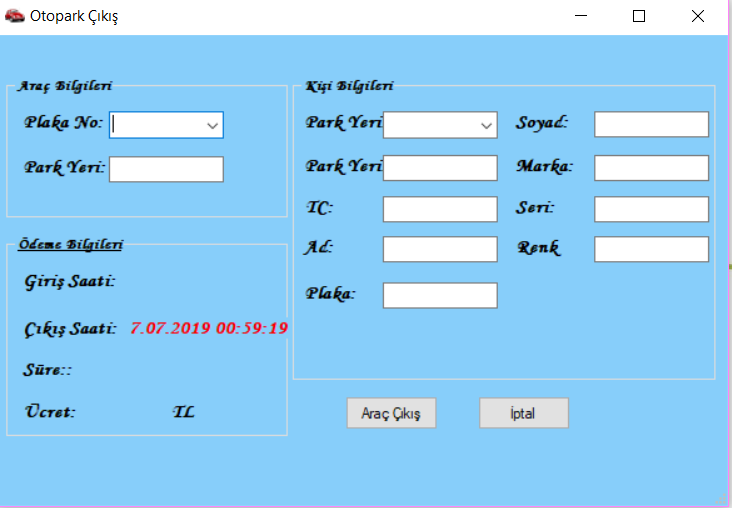 Otopark Çıkış
Araç Bilgileri
Plaka No:
Park Yeri:
Ödeme Bilgileri
Giriş Saati:
Çıkış Saati: 7.07.2019 00:59:19
Süre::
Ücret: TL
Kişi Bilgileri
Park Yeri Soyad:
Park Yeri Marka:
TC: Seri:
Ad: Renk
Plaka:
Araç Çıkış İptal